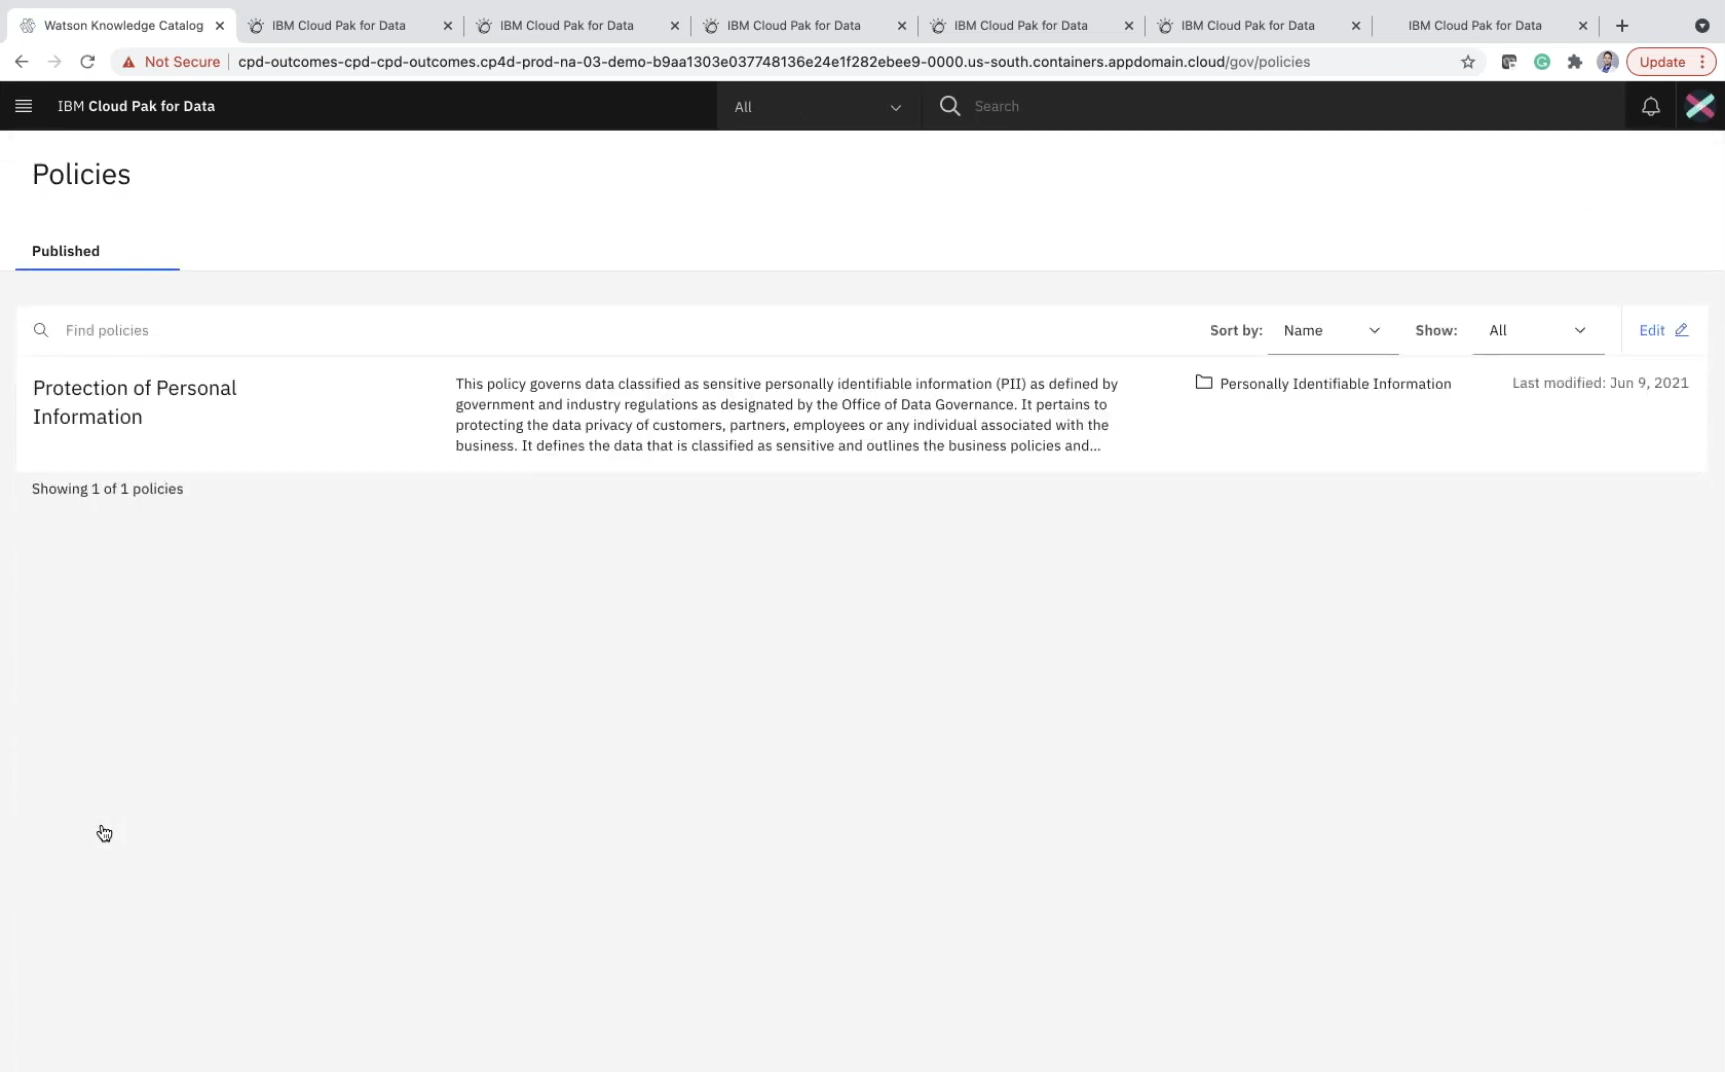 Watson Knowledge Catalog
IBM Cloud Pak for Data
IBM Cloud Pak for Data
IBM Cloud Pak for Data
IBM Cloud Pak for Data
IBM Cloud Pak for Data
IBM Cloud Pak for Data
Not Secure
cpd-outcomes-cpd-cpd-outcomes.cp4d-prod-na-03-demo-b9aa1303e037748136e24e1f282ebee9-0000.us-south.containers.appdomain.cloud/gov/policies
Update
IBM Cloud Pak for Data
All
Search
Policies
Published
Find policies
Sort by: Name
Show: All
Edit
Protection of Personal
Information
This policy governs data classified as sensitive personally identifiable information (PII) as defined by
government and industry regulations as designated by the Office of Data Governance. It pertains to
protecting the data privacy of customers, partners, employees or any individual associated with the
business. It defines the data that is classified as sensitive and outlines the business policies and...
Personally Identifiable Information
Last modified: Jun 9, 2021
Showing 1 of 1 policies